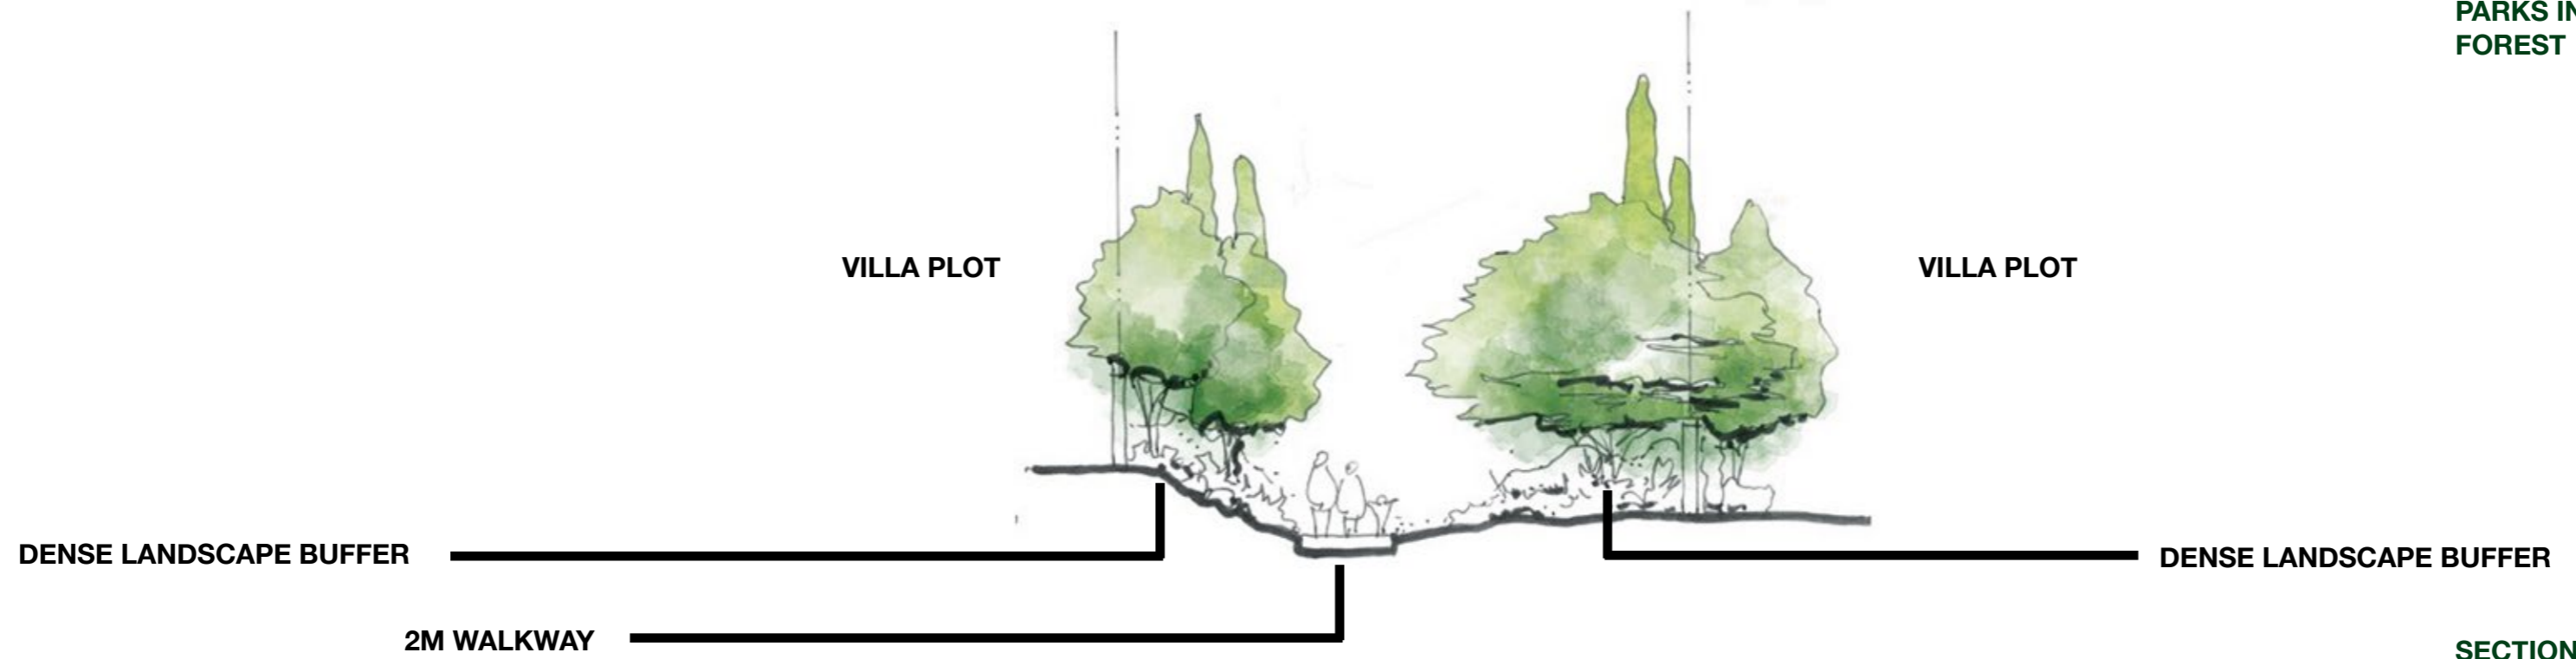 PARKS IN
FOREST
VILLA PLOT
VILLA PLOT
DENSE LANDSCAPE BUFFER
DENSE LANDSCAPE BUFFER
2M WALKWAY
SECTION